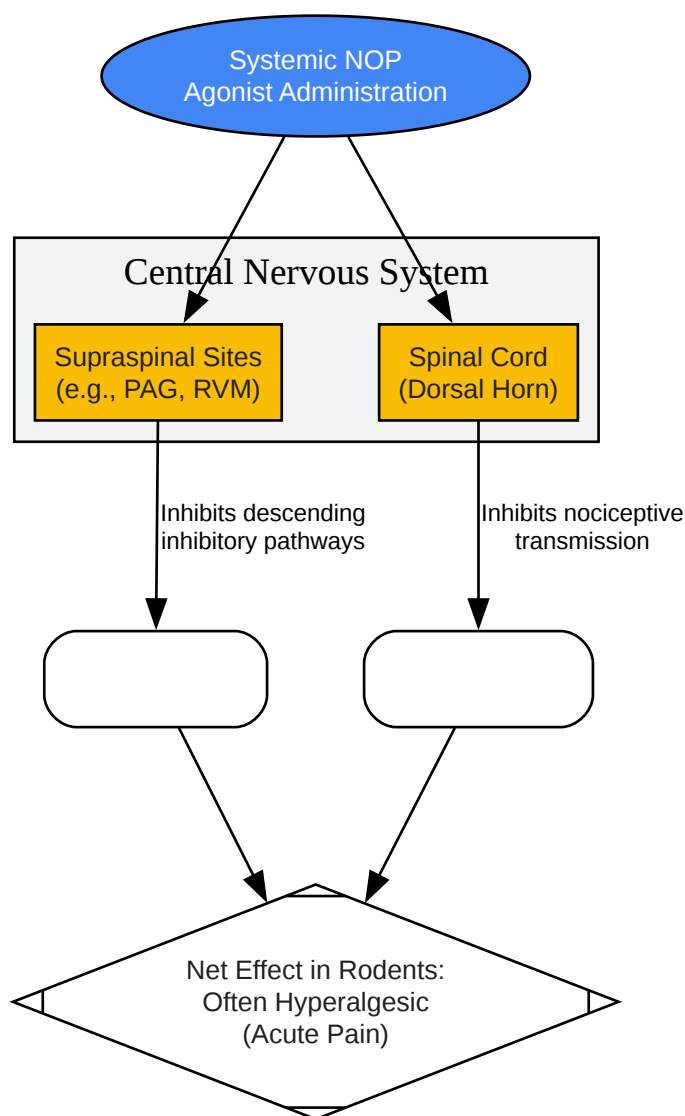 Systemic NOP
Agonist Administration
Central Nervous System
Supraspinal Sites
(e.g., PAG, RVM)
Spinal Cord
(Dorsal Horn)
Inhibits descending
inhibitory pathways
Inhibits nociceptive
transmission
Net Effect in Rodents:
Often Hyperalgesic
(Acute Pain)